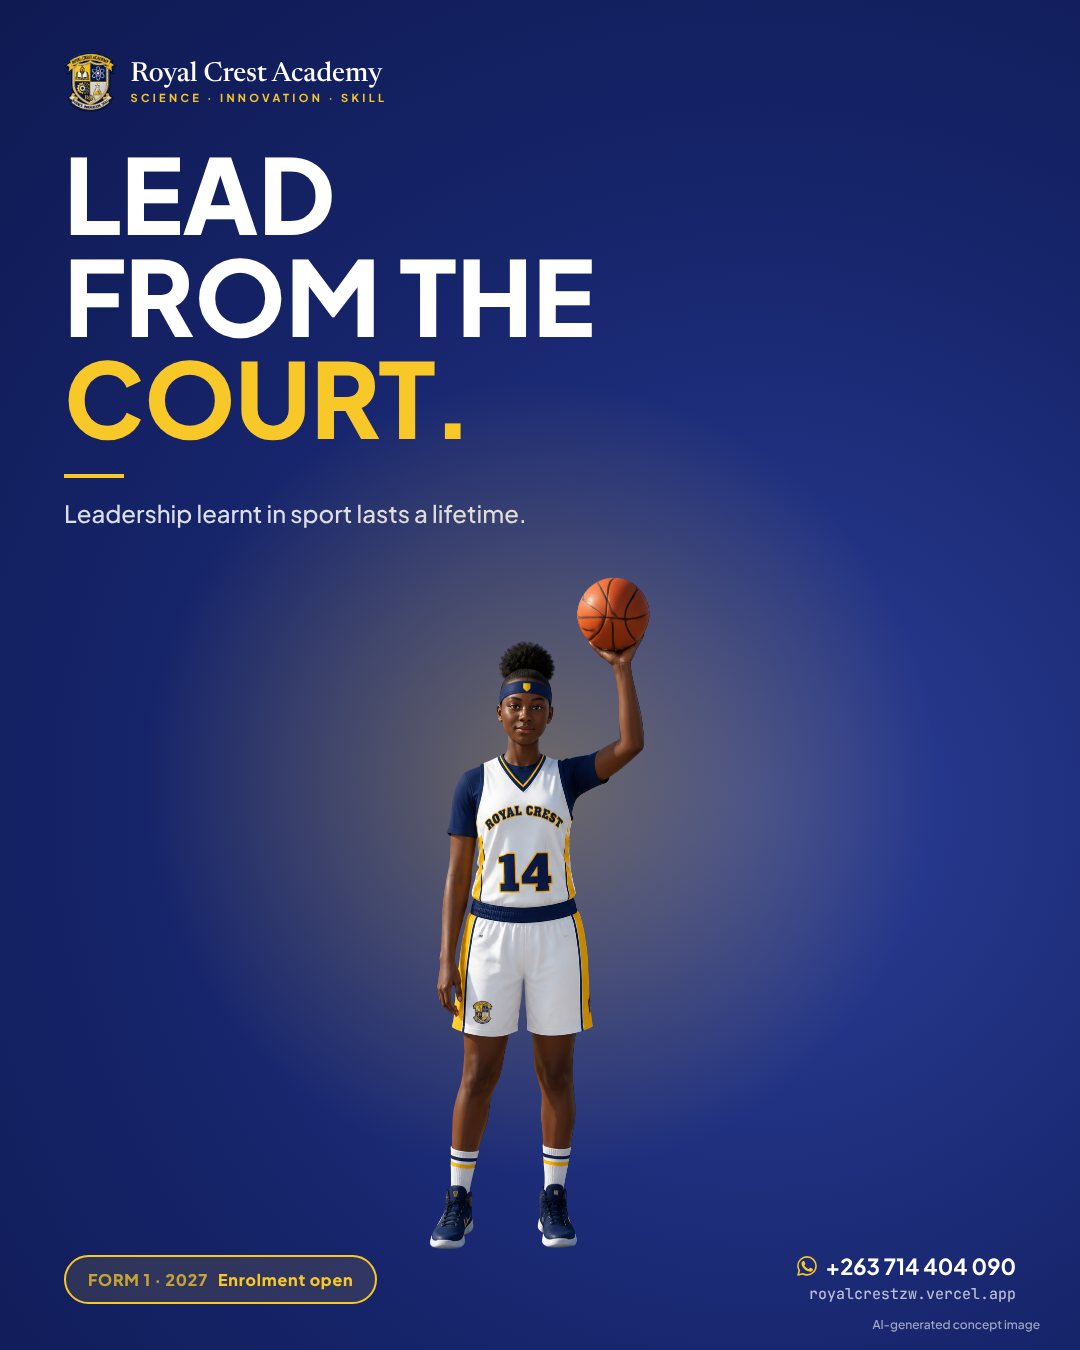 Royal Crest Academy
SCIENCE · INNOVATION · SKILL
LEAD
FROM THE
COURT.
Leadership learnt in sport lasts a lifetime.
ROYAL CREST
14
FORM 1 · 2027 Enrolment open
+263 714 404 090
royalcrestzw.vercel.app
AI-generated concept image